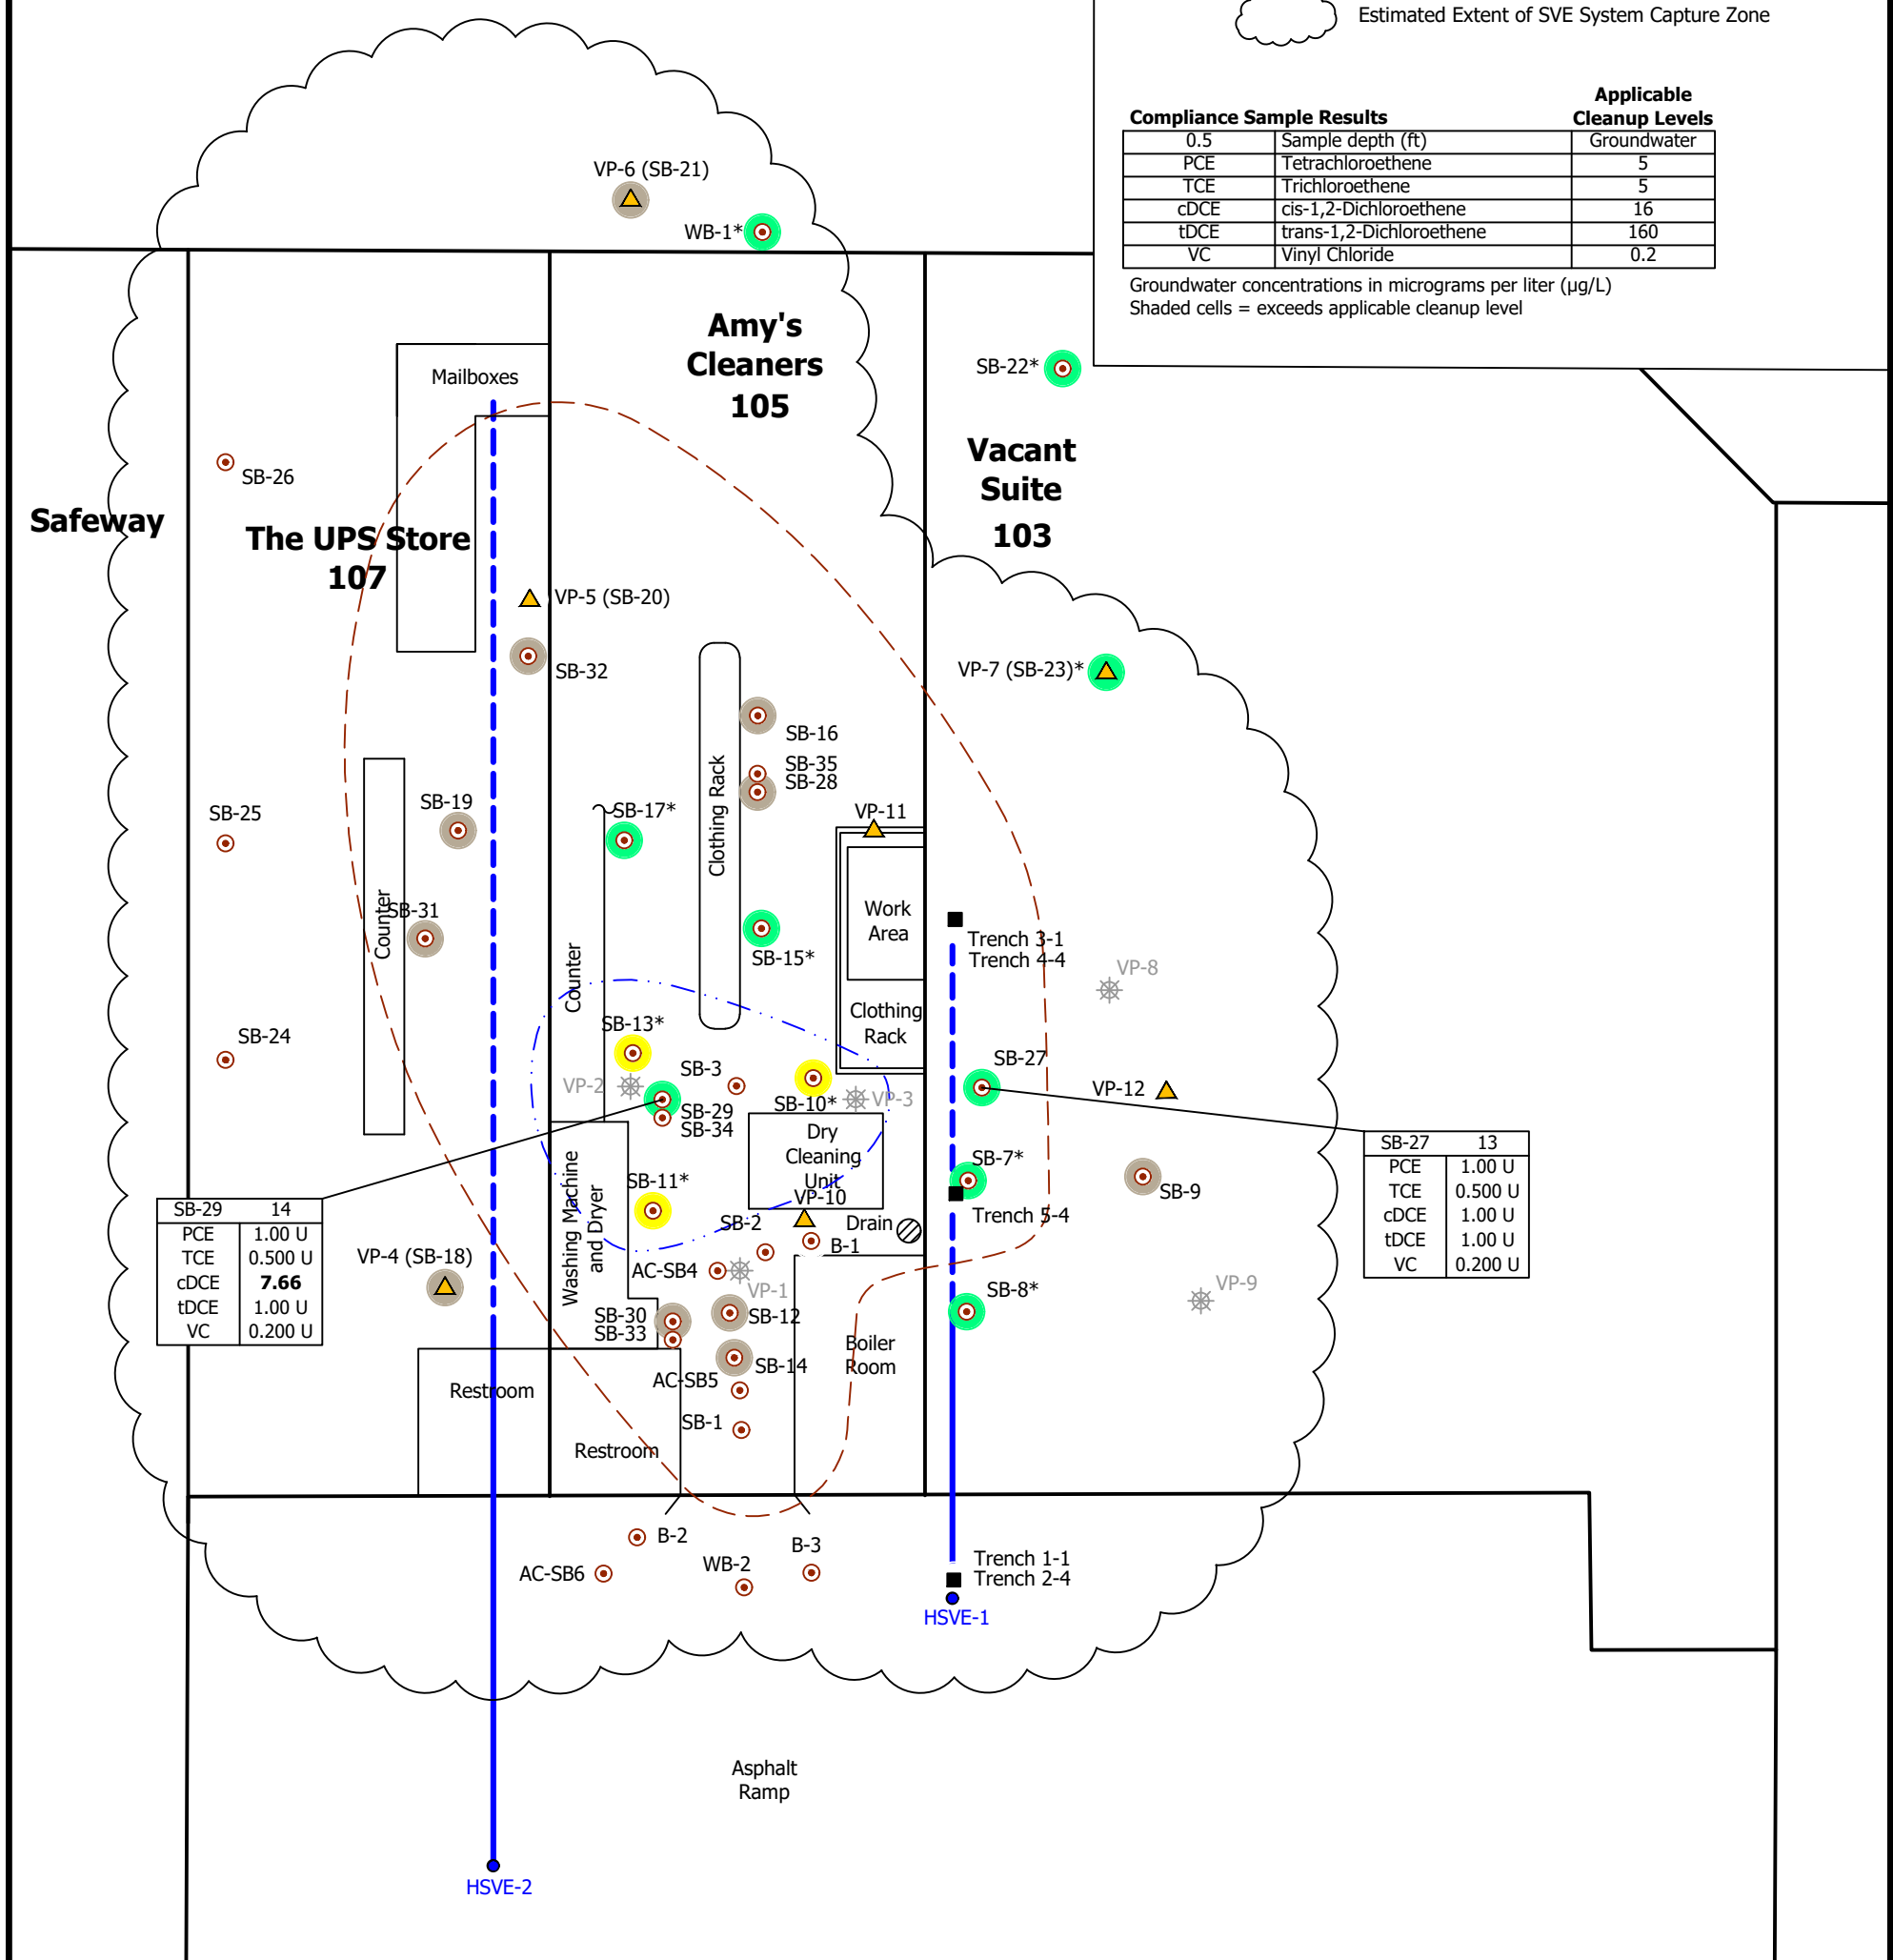 Estimated Extent of SVE System Capture Zone
Applicable
Compliance Sample Results Cleanup Levels
0.5 Sample depth (ft) Groundwater
PCE Tetrachloroethene 5
TCE Trichloroethene 5
cDCE cis-1,2-Dichloroethene 16
tDCE trans-1,2-Dichloroethene 160
VC Vinyl Chloride 0.2
Groundwater concentrations in micrograms per liter (µg/L)
Shaded cells = exceeds applicable cleanup level
VP-6 (SB-21)
WB-1*
Amy's
Cleaners
105
SB-22*
Mailboxes
Vacant
Suite
103
SB-26
Safeway
The UPS Store
107
VP-5 (SB-20)
SB-32
VP-7 (SB-23)*
SB-16
SB-35
SB-28
Clothing Rack
SB-25
SB-19
SB-17*
VP-11
Counter
SB-31
Work
Area
SB-15*
Trench 3-1
Trench 4-4
VP-8
Counter
Clothing
Rack
SB-24
SB-13*
SB-3
SB-27
VP-2
VP-12
SB-10*
VP-3
SB-29
SB-34
Dry
Cleaning
Unit
SB-27 13
PCE 1.00 U
TCE 0.500 U
cDCE 1.00 U
tDCE 1.00 U
VC 0.200 U
SB-7*
SB-9
Washing Machine
and Dryer
SB-11*
VP-10
Trench 5-4
SB-29 14
PCE 1.00 U
TCE 0.500 U
cDCE 7.66
tDCE 1.00 U
VC 0.200 U
SB-2
Drain
B-1
VP-4 (SB-18)
AC-SB4
VP-1
SB-8*
VP-9
SB-30
SB-33
SB-12
Boiler
Room
SB-14
AC-SB5
Restroom
SB-1
Restroom
B-2
B-3
AC-SB6
WB-2
Trench 1-1
Trench 2-4
HSVE-1
Asphalt
Ramp
HSVE-2